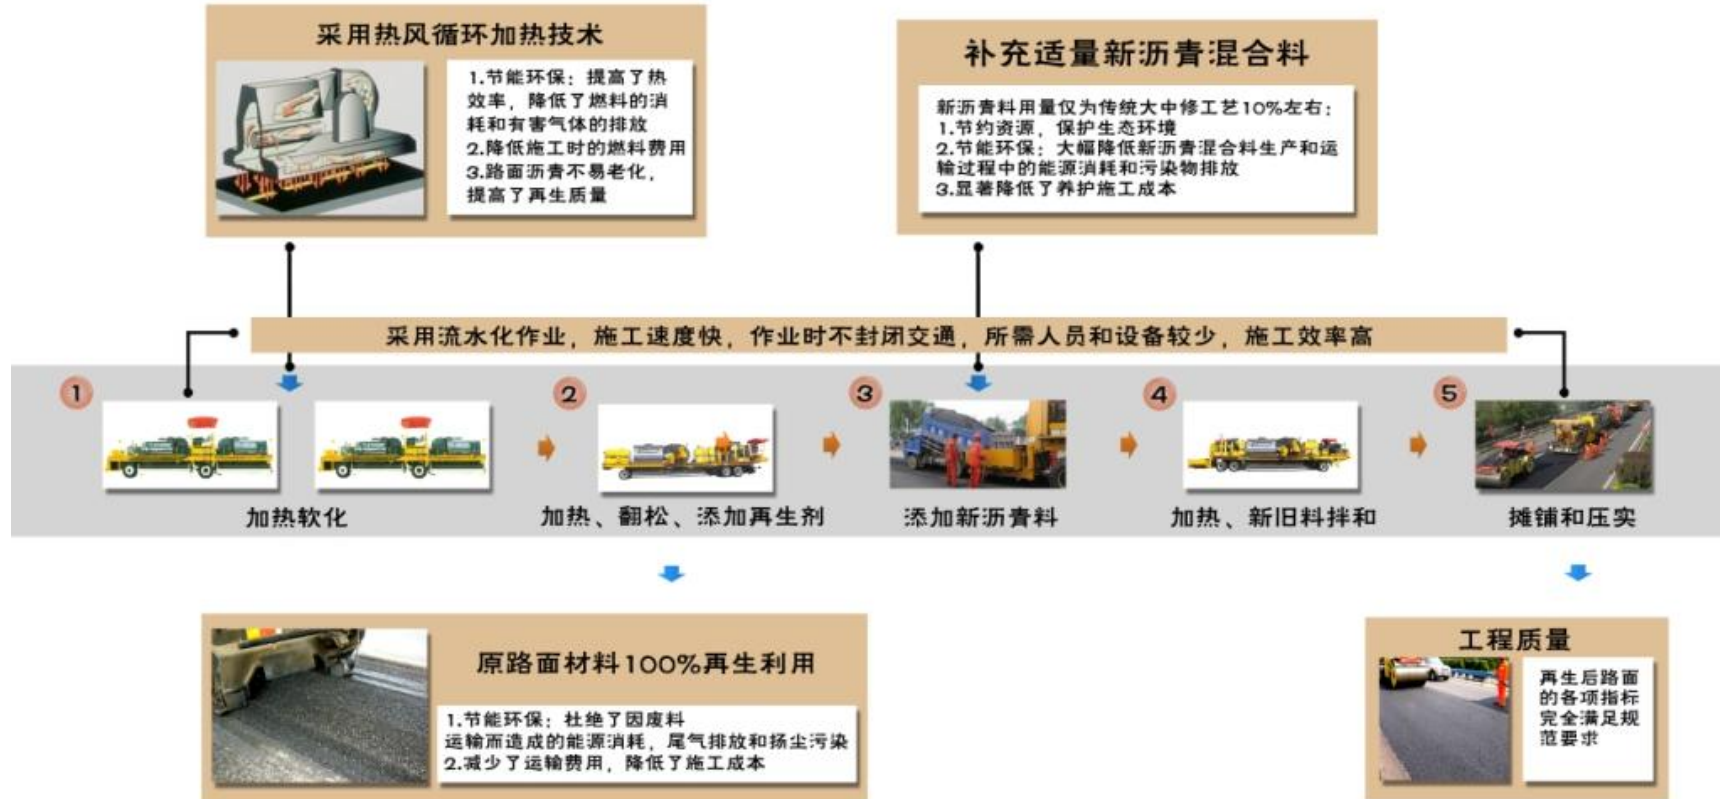 采用热风循环加热技术
1.节能环保：提高了热
效率，降低了燃料的消
耗和有害气体的排放
2.降低施工时的燃料费用
3.路面沥青不易老化，
提高了再生质量
补充适量新沥青混合料
新沥青料用量仅为传统大中修工艺10%左右：
1.节约资源，保护生态环境
2.节能环保：大幅降低新沥青混合料生产和运
输过程中的能源消耗和污染物排放
3.显著降低了养护施工成本
采用流水化作业，施工速度快，作业时不封闭交通，所需人员和设备较少，施工效率高
1
2
3
4
5
加热软化
加热、翻松、添加再生剂
添加新沥青料
加热、新旧料拌和
摊铺和压实
原路面材料100%再生利用
1.节能环保：杜绝了因废料
运输而造成的能源消耗，尾气排放和扬尘污染
2.减少了运输费用，降低了施工成本
工程质量
再生后路面
的各项指标
完全满足规
范要求